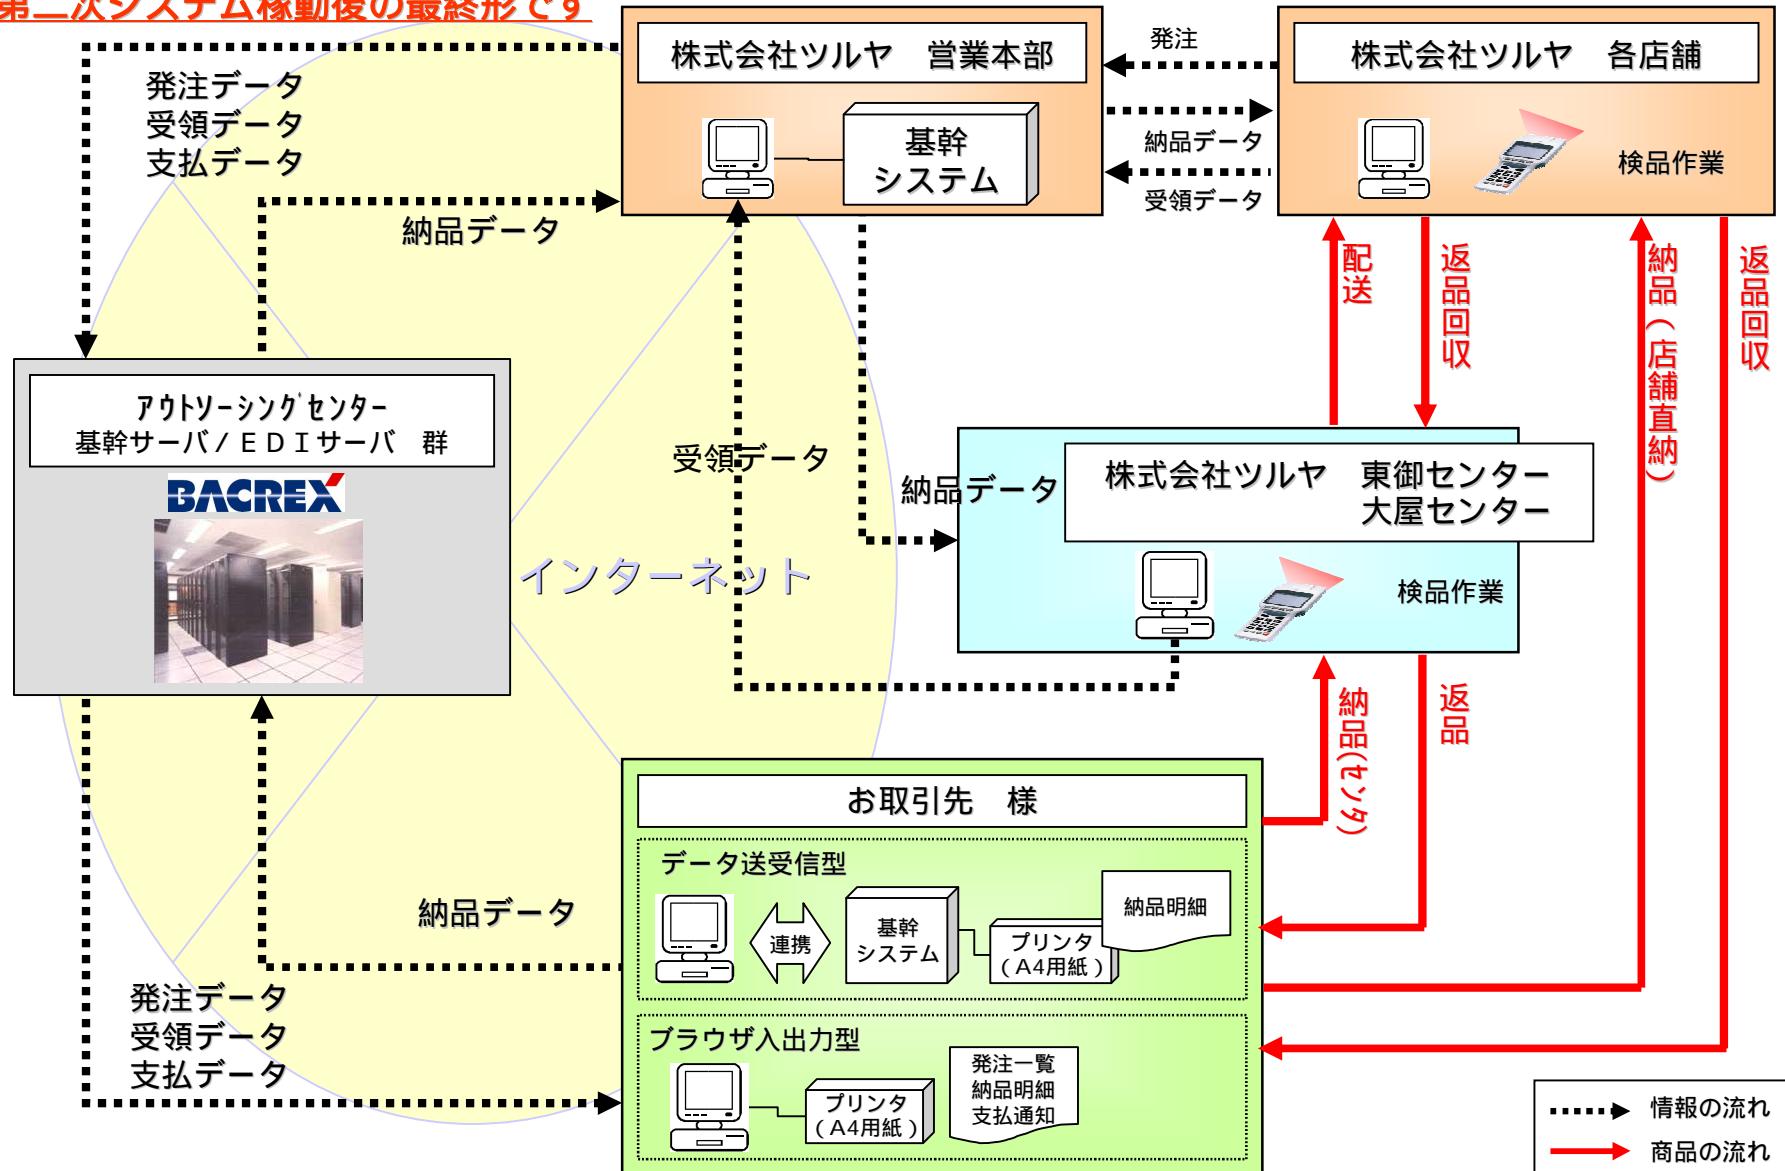 第二次システム稼動後の最終形です
株式会社ツルヤ　営業本部
基幹
システム
発注
納品データ
受領データ
株式会社ツルヤ　各店舗
検品作業
発注データ
受領データ
支払データ
納品データ
配送
返品回収
納品（店舗直納）
返品回収
ｱｳﾄｿｰｼﾝｸﾞｾﾝﾀｰ
基幹サーバ/ＥＤＩサーバ　群
BACREX
インターネット
受領データ
納品データ
株式会社ツルヤ　東御センター
大屋センター
検品作業
納品(ｾﾝﾀ)
返品
お取引先　様
データ送受信型
連携
基幹
システム
プリンタ
（A4用紙）
納品明細
納品データ
発注データ
受領データ
支払データ
ブラウザ入出力型
プリンタ
（A4用紙）
発注一覧
納品明細
支払通知
情報の流れ
商品の流れ